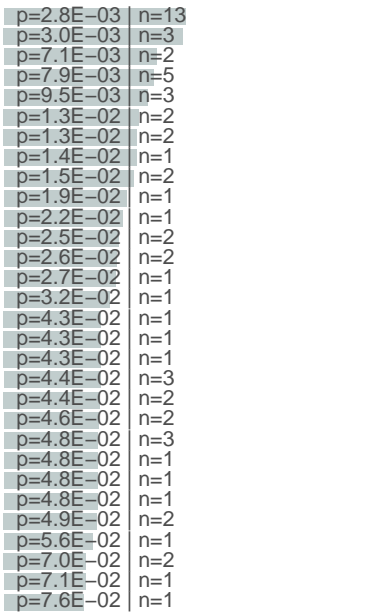 p=2.8E−03 | n=13
p=3.0E−03 | n=3
p=7.1E−03 | n=2
p=7.9E−03 | n=5
p=9.5E−03 | n=3
p=1.3E−02 | n=2
p=1.3E−02 | n=2
p=1.4E−02 | n=1
p=1.5E−02 | n=2
p=1.9E−02 | n=1
p=2.2E−02 | n=1
p=2.5E−02 | n=2
p=2.6E−02 | n=2
p=2.7E−02 | n=1
p=3.2E−02 | n=1
p=4.3E−02 | n=1
p=4.3E−02 | n=1
p=4.3E−02 | n=1
p=4.4E−02 | n=3
p=4.4E−02 | n=2
p=4.6E−02 | n=2
p=4.8E−02 | n=3
p=4.8E−02 | n=1
p=4.8E−02 | n=1
p=4.8E−02 | n=1
p=4.9E−02 | n=2
p=5.6E−02 | n=1
p=7.0E−02 | n=2
p=7.1E−02 | n=1
p=7.6E−02 | n=1